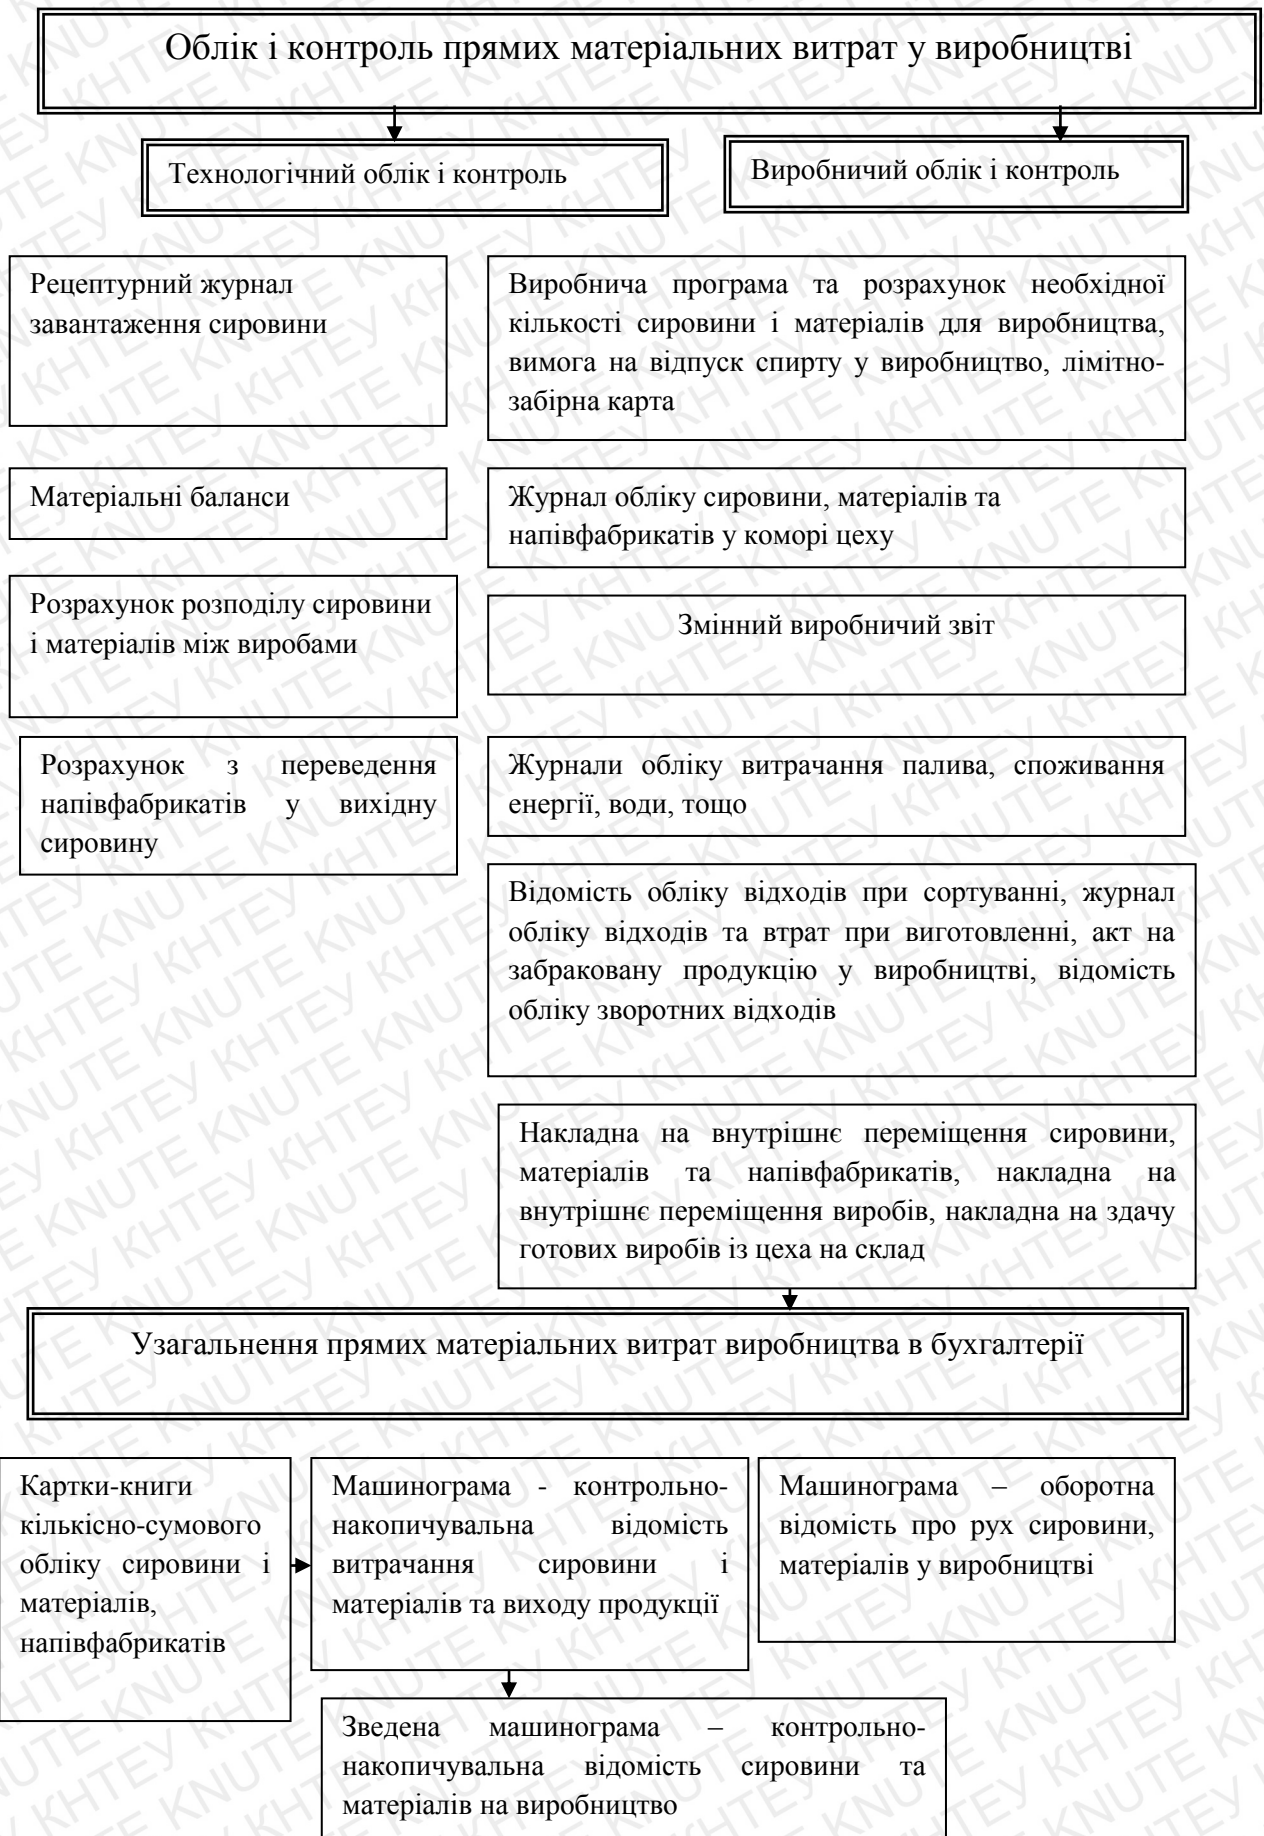 Облік і контроль прямих матеріальних витрат у виробництві
Технологічний облік і контроль
Виробничий облік і контроль
Рецептурний журнал
завантаження сировини
Виробнича програма та розрахунок необхідної
кількості сировини і матеріалів для виробництва,
вимога на відпуск спирту у виробництво, лімітно-
забірна карта
Матеріальні баланси
Журнал обліку сировини, матеріалів та
напівфабрикатів у коморі цеху
Розрахунок розподілу сировини
і матеріалів між виробами
Змінний виробничий звіт
Розрахунок з переведення
напівфабрикатів у вихідну
сировину
Журнали обліку витрачання палива, споживання
енергії, води, тощо
Відомість обліку відходів при сортуванні, журнал
обліку відходів та втрат при виготовленні, акт на
забраковану продукцію у виробництві, відомість
обліку зворотних відходів
Накладна на внутрішнє переміщення сировини,
матеріалів та напівфабрикатів, накладна на
внутрішнє переміщення виробів, накладна на здачу
готових виробів із цеха на склад
Узагальнення прямих матеріальних витрат виробництва в бухгалтерії
Картки-книги
кількісно-сумового
обліку сировини і
матеріалів,
напівфабрикатів
Машинограма - контрольно-
накопичувальна відомість
витрачання сировини і
матеріалів та виходу продукції
Машинограма – оборотна
відомість про рух сировини,
матеріалів у виробництві
Зведена машинограма – контрольно-
накопичувальна відомість сировини та
матеріалів на виробництво